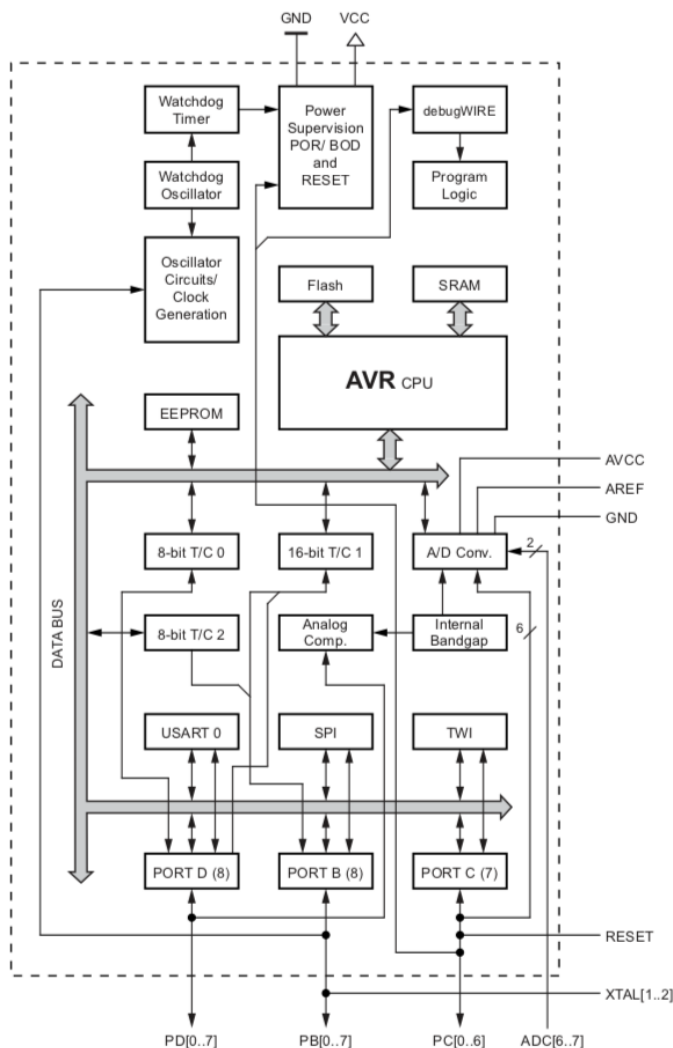 GND
VCC
Watchdog
Timer
Power
Supervision
POR/ BOD
and
RESET
debugWIRE
Watchdog
Oscillator
Program
Logic
Oscillator
Circuits/
Clock
Generation
Flash
SRAM
AVR CPU
EEPROM
AVCC
AREF
GND
8-bit T/C 0
16-bit T/C 1
A/D Conv.
2
DATA BUS
8-bit T/C 2
Analog
Comp.
Internal
Bandgap
6
USART 0
SPI
TWI
PORT D (8)
PORT B (8)
PORT C (7)
RESET
XTAL[1..2]
PD[0..7]
PB[0..7]
PC[0..6]
ADC[6..7]